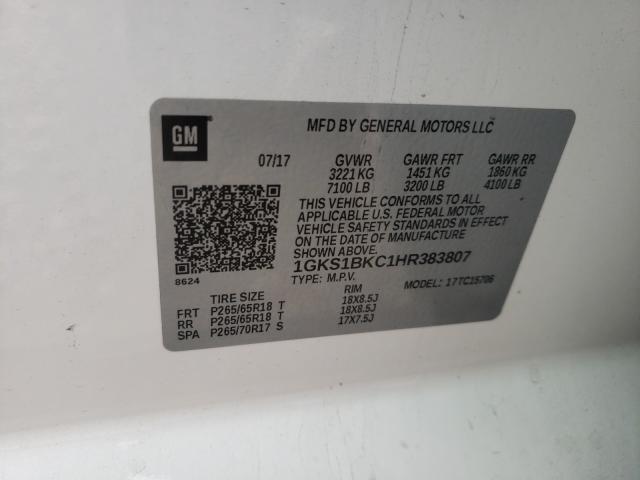 GM
MFD BY GENERAL MOTORS LLC
07/17 GVWR GAWR FRT GAWR RR
3221 KG 1451 KG 1860 KG
7100 LB 3200 LB 4100 LB
THIS VEHICLE CONFORMS TO ALL
APPLICABLE U.S. FEDERAL MOTOR
VEHICLE SAFETY STANDARDS IN EFFECT
ON THE DATE OF MANUFACTURE
SHOWN ABOVE.
1GKS1BKC1HR383807
8624
TYPE: M.P.V. MODEL: 17TC15706
TIRE SIZE RIM
FRT P265/65R18 T 18X8.5J
RR P265/65R18 T 18X8.5J
SPA P265/70R17 S 17X7.5J